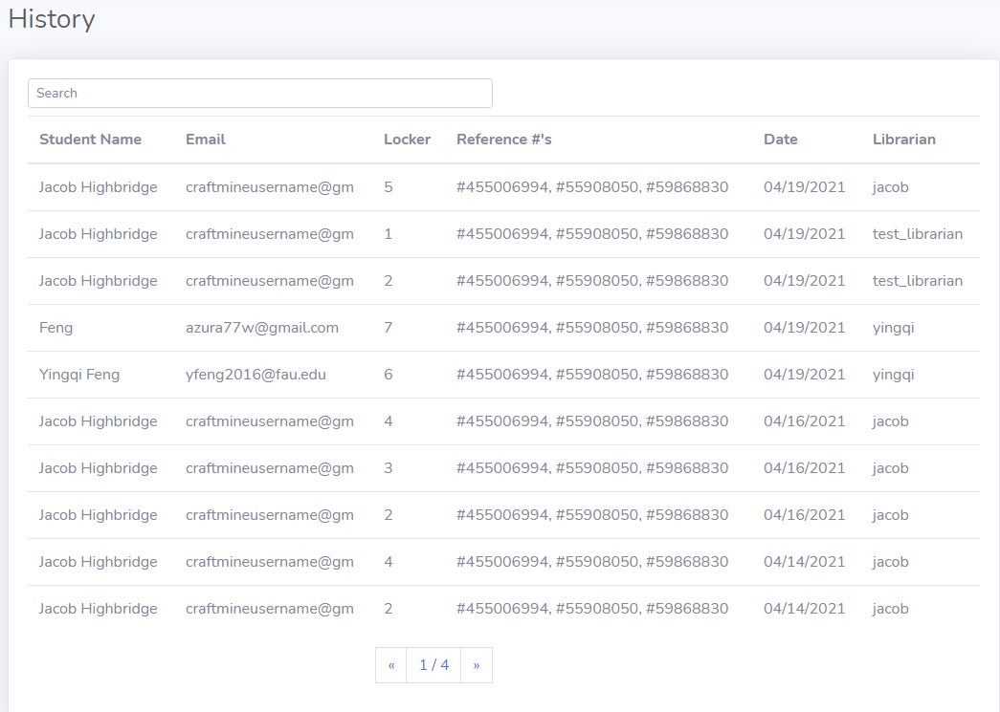 History
Search
Student Name Email Locker Reference #'s Date Librarian
Jacob Highbridge craftmineusername@gm 5 #455006994, #55908050, #59868830 04/19/2021 jacob
Jacob Highbridge craftmineusername@gm 1 #455006994, #55908050, #59868830 04/19/2021 test_librarian
Jacob Highbridge craftmineusername@gm 2 #455006994, #55908050, #59868830 04/19/2021 test_librarian
Feng azura77w@gmail.com 7 #455006994, #55908050, #59868830 04/19/2021 yingqi
Yingqi Feng yfeng2016@fau.edu 6 #455006994, #55908050, #59868830 04/19/2021 yingqi
Jacob Highbridge craftmineusername@gm 4 #455006994, #55908050, #59868830 04/16/2021 jacob
Jacob Highbridge craftmineusername@gm 3 #455006994, #55908050, #59868830 04/16/2021 jacob
Jacob Highbridge craftmineusername@gm 2 #455006994, #55908050, #59868830 04/16/2021 jacob
Jacob Highbridge craftmineusername@gm 4 #455006994, #55908050, #59868830 04/14/2021 jacob
Jacob Highbridge craftmineusername@gm 2 #455006994, #55908050, #59868830 04/14/2021 jacob
« 1 / 4 »